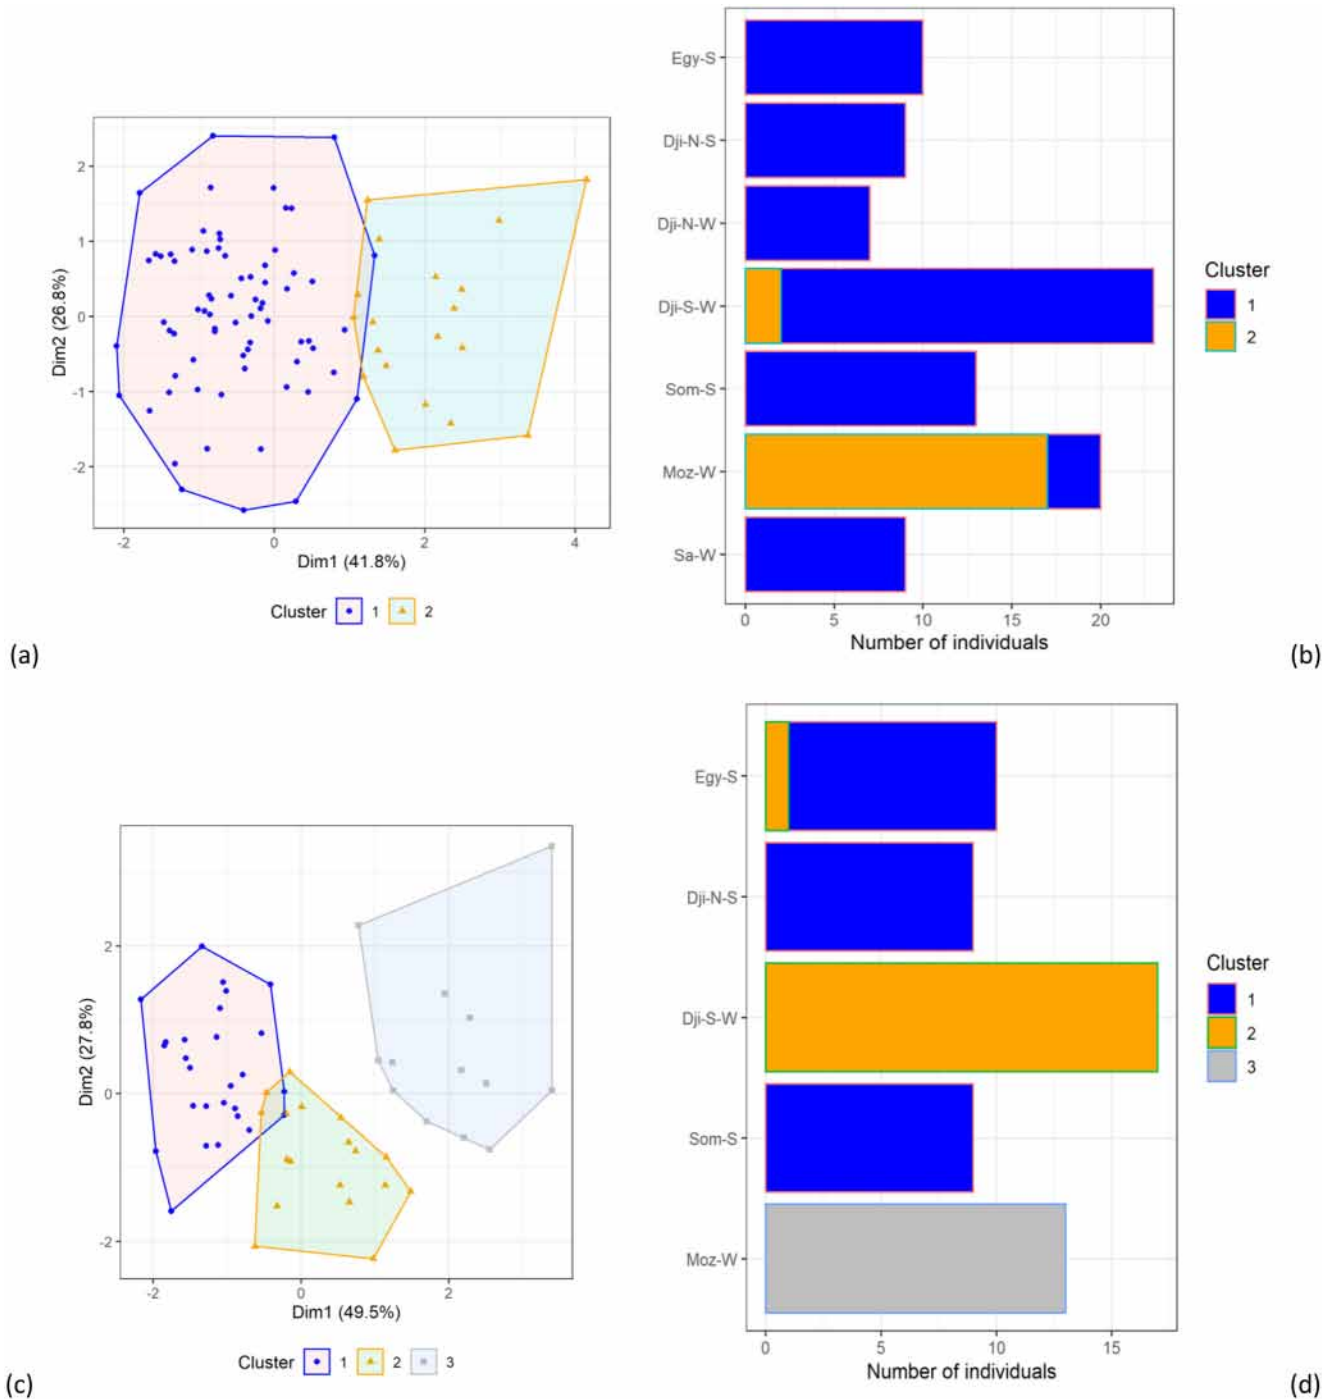 2
1
0
-1
-2
Dim2 (26.8%)
-2 0 2 4
Dim1 (41.8%)
Cluster 1 2
(a)
Egy-S
Dji-N-S
Dji-N-W
Dji-S-W
Som-S
Moz-W
Sa-W
0 5 10 15 20
Number of individuals
Cluster
1
2
(b)
2
0
-2
Dim2 (27.8%)
-2 0 2
Dim1 (49.5%)
Cluster 1 2 3
(c)
Egy-S
Dji-N-S
Dji-S-W
Som-S
Moz-W
0 5 10 15
Number of individuals
Cluster
1
2
3
(d)